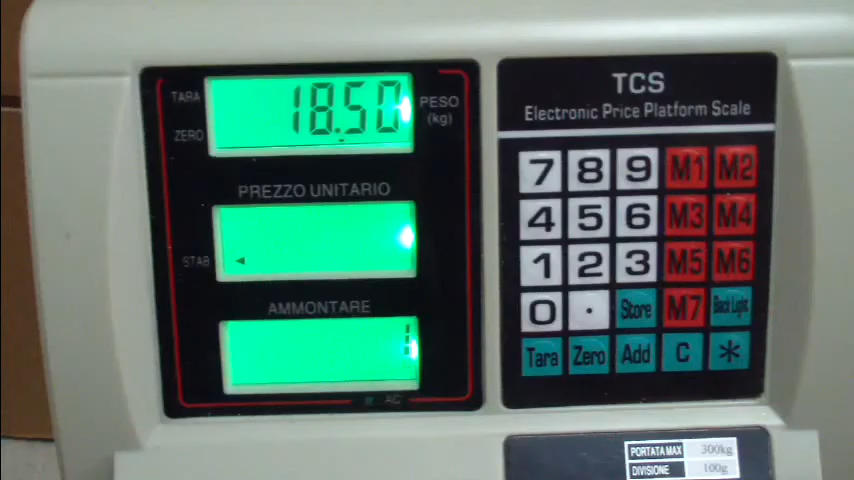 TARA
18.50
PESO
(kg)
ZERO
PREZZO UNITARIO
STAB
AMMONTARE
1
AC
TCS
Electronic Price Platform Scale
7 8 9 M1 M2
4 5 6 M3 M4
1 2 3 M5 M6
0 . Store M7 Back Light
Tara Zero Add C *
PORTATA MAX 300kg
DIVISIONE 100g